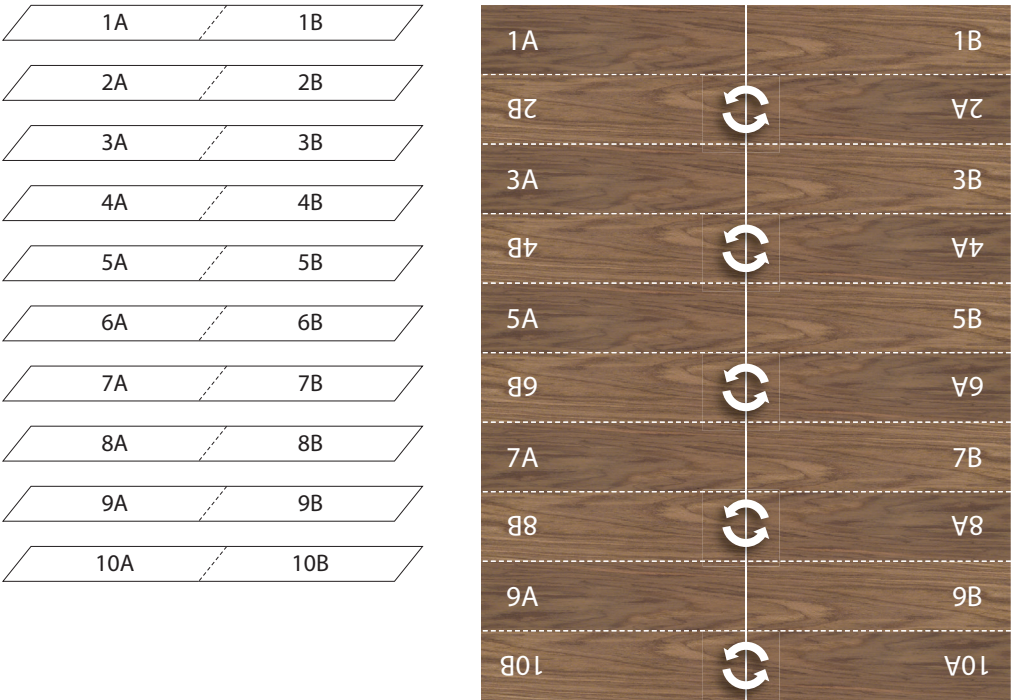 1A 1B
2A 2B
3A 3B
4A 4B
5A 5B
6A 6B
7A 7B
8A 8B
9A 9B
10A 10B
1A 1B
2B 2A
3A 3B
4B 4A
5A 5B
6B 6A
7A 7B
8B 8A
9A 9B
10B 10A